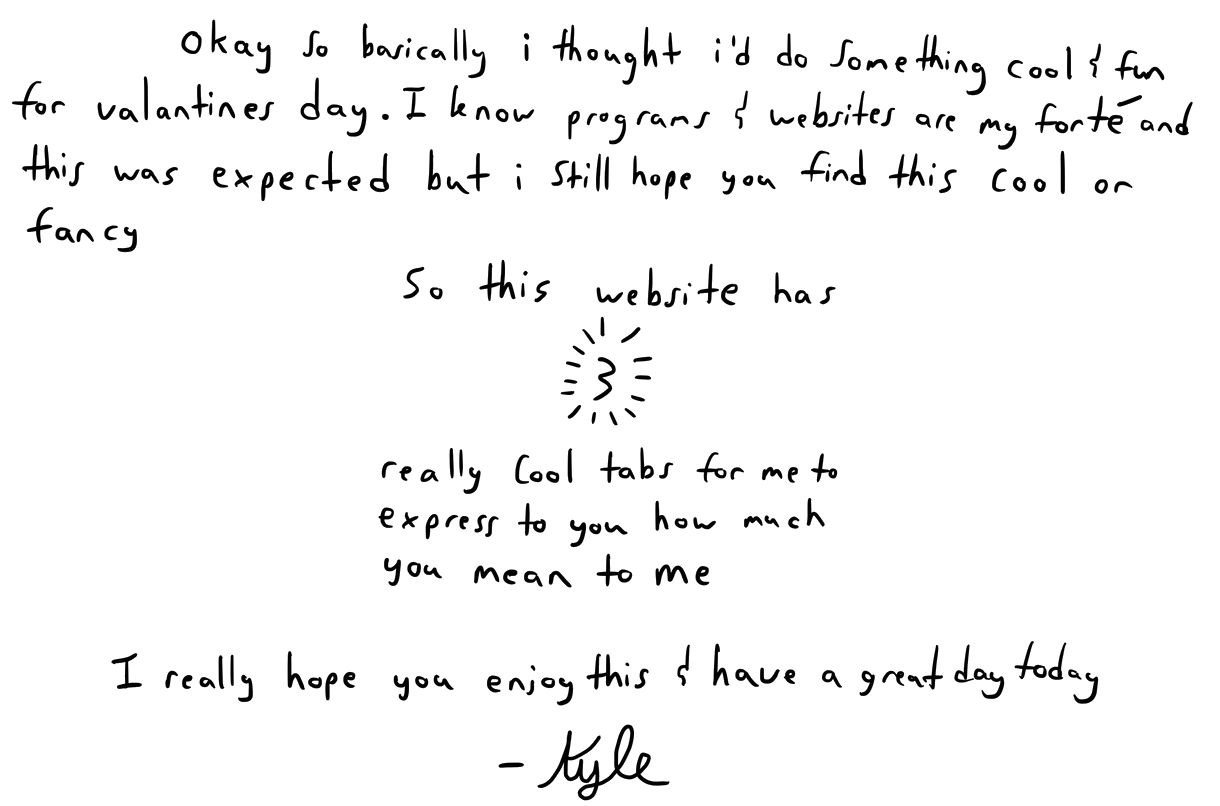 okay so basically i thought i'd do something cool & fun
for valantines day. I know programs & websites are my forté and
this was expected but i still hope you find this cool or
fancy
So this website has
3
really cool tabs for me to
express to you how much
you mean to me
I really hope you enjoy this & have a great day today
- Kyle